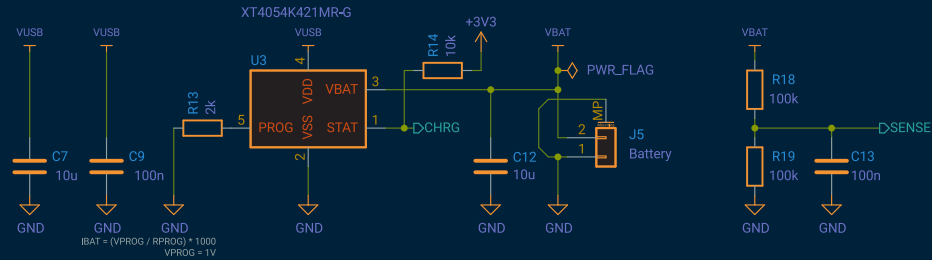 XT4054K421MR-G
VUSB
VUSB
VUSB
+3V3
VBAT
VBAT
R14
10k
U3
4
VDD
VBAT
3
PWR_FLAG
R18
100k
R13
2k
5
PROG
VSS
STAT
1
CHRG
MP
2
1
J5
Battery
SENSE
2
C7
10u
C9
100n
C12
10u
R19
100k
C13
100n
GND
GND
GND
GND
GND
GND
GND
GND
IBAT = (VPROG / RPROG) * 1000
VPROG = 1V